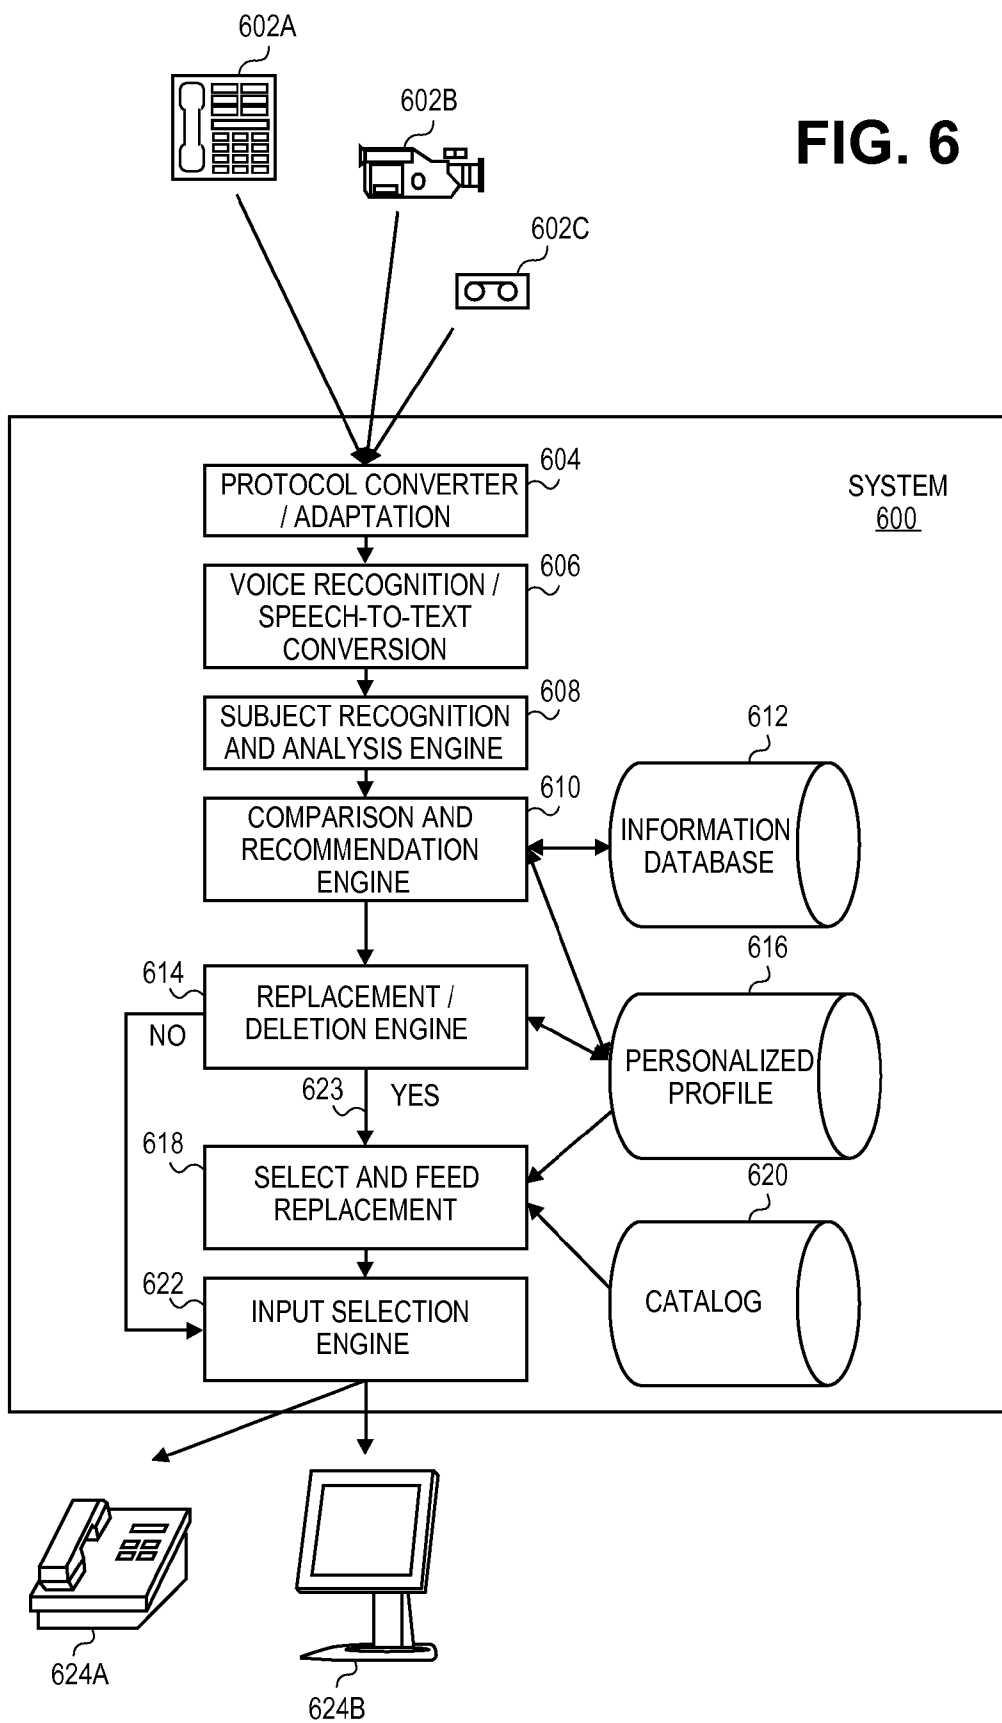 602A
602B
FIG. 6
602C
604
PROTOCOL CONVERTER
/ ADAPTATION
SYSTEM
600
606
VOICE RECOGNITION /
SPEECH-TO-TEXT
CONVERSION
608
SUBJECT RECOGNITION
AND ANALYSIS ENGINE
612
610
COMPARISON AND
RECOMMENDATION
ENGINE
INFORMATION
DATABASE
616
614
REPLACEMENT /
DELETION ENGINE
NO
PERSONALIZED
PROFILE
623
YES
618
SELECT AND FEED
REPLACEMENT
620
622
INPUT SELECTION
ENGINE
CATALOG
624A
624B